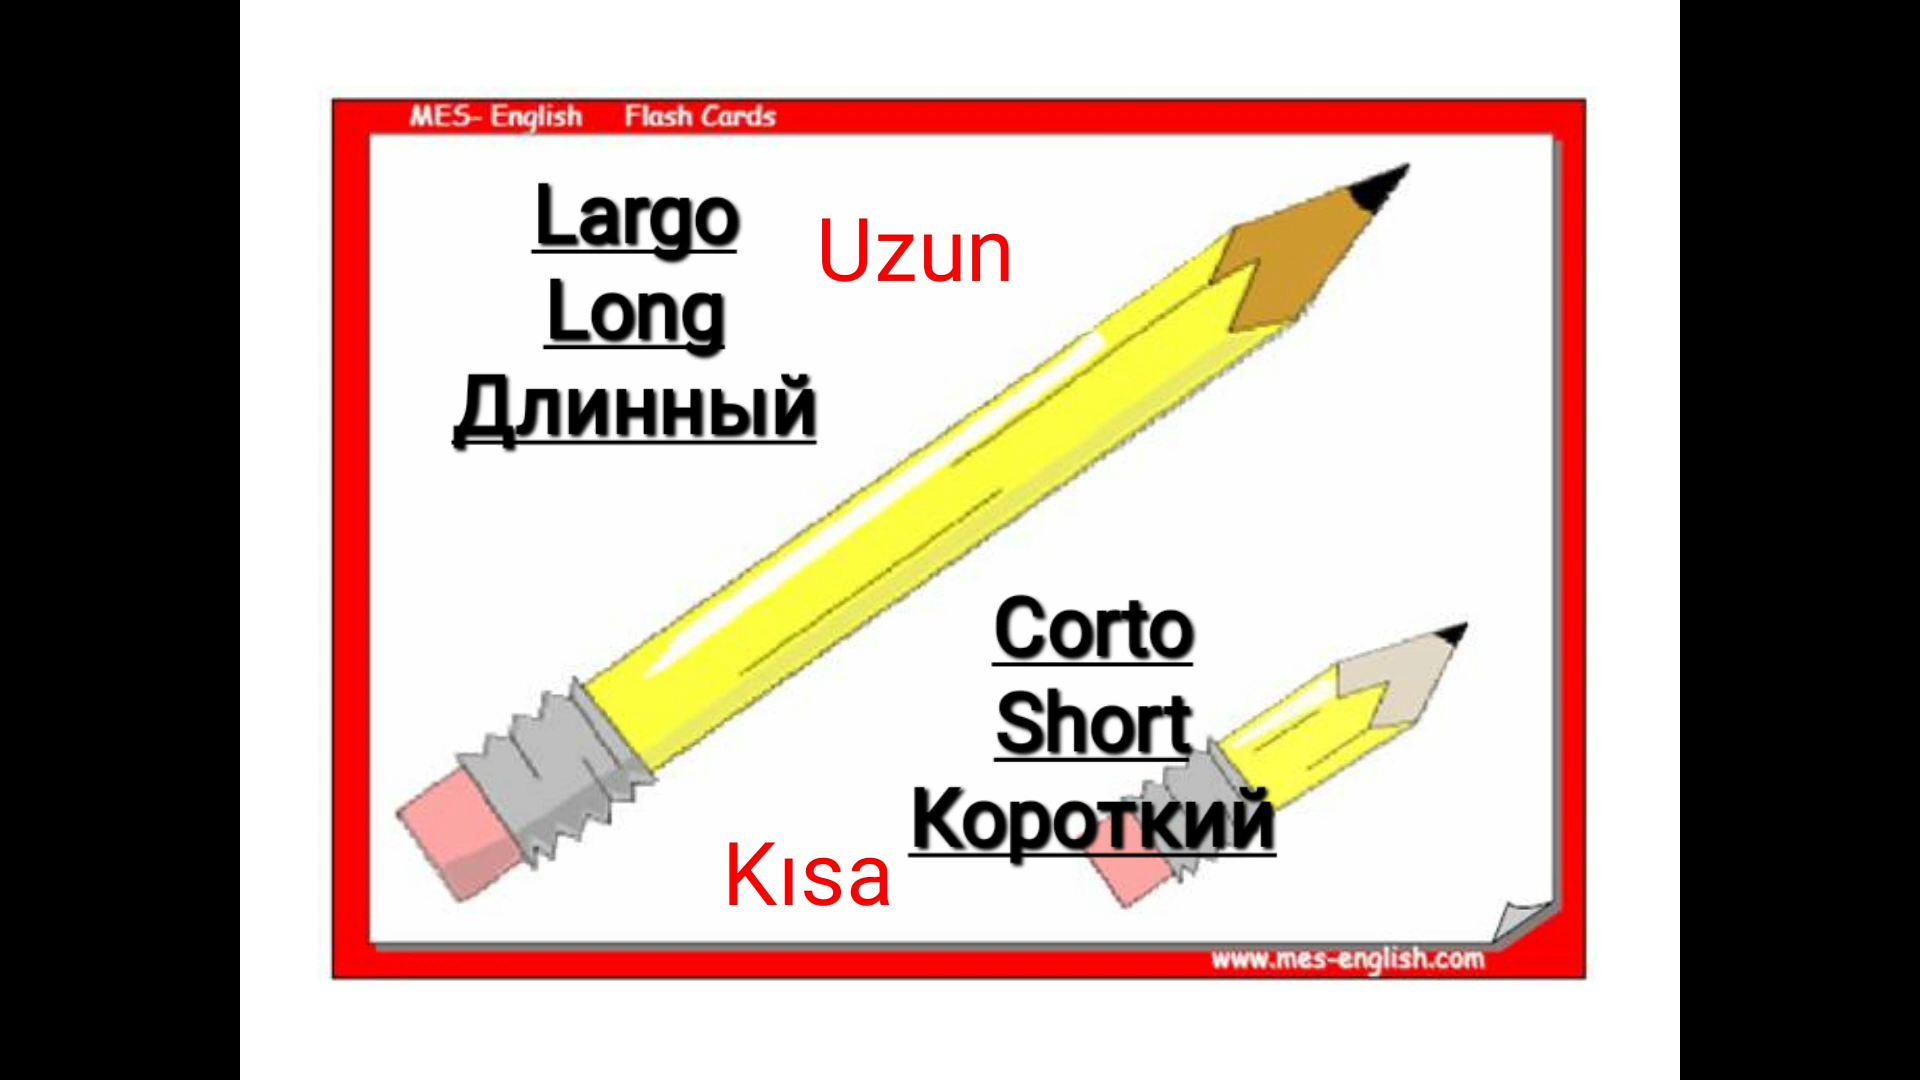 MES- English Flash Cards
Largo
Uzun
Long
Длинный
Corto
Short
Короткий
Kısa
www.mes-english.com